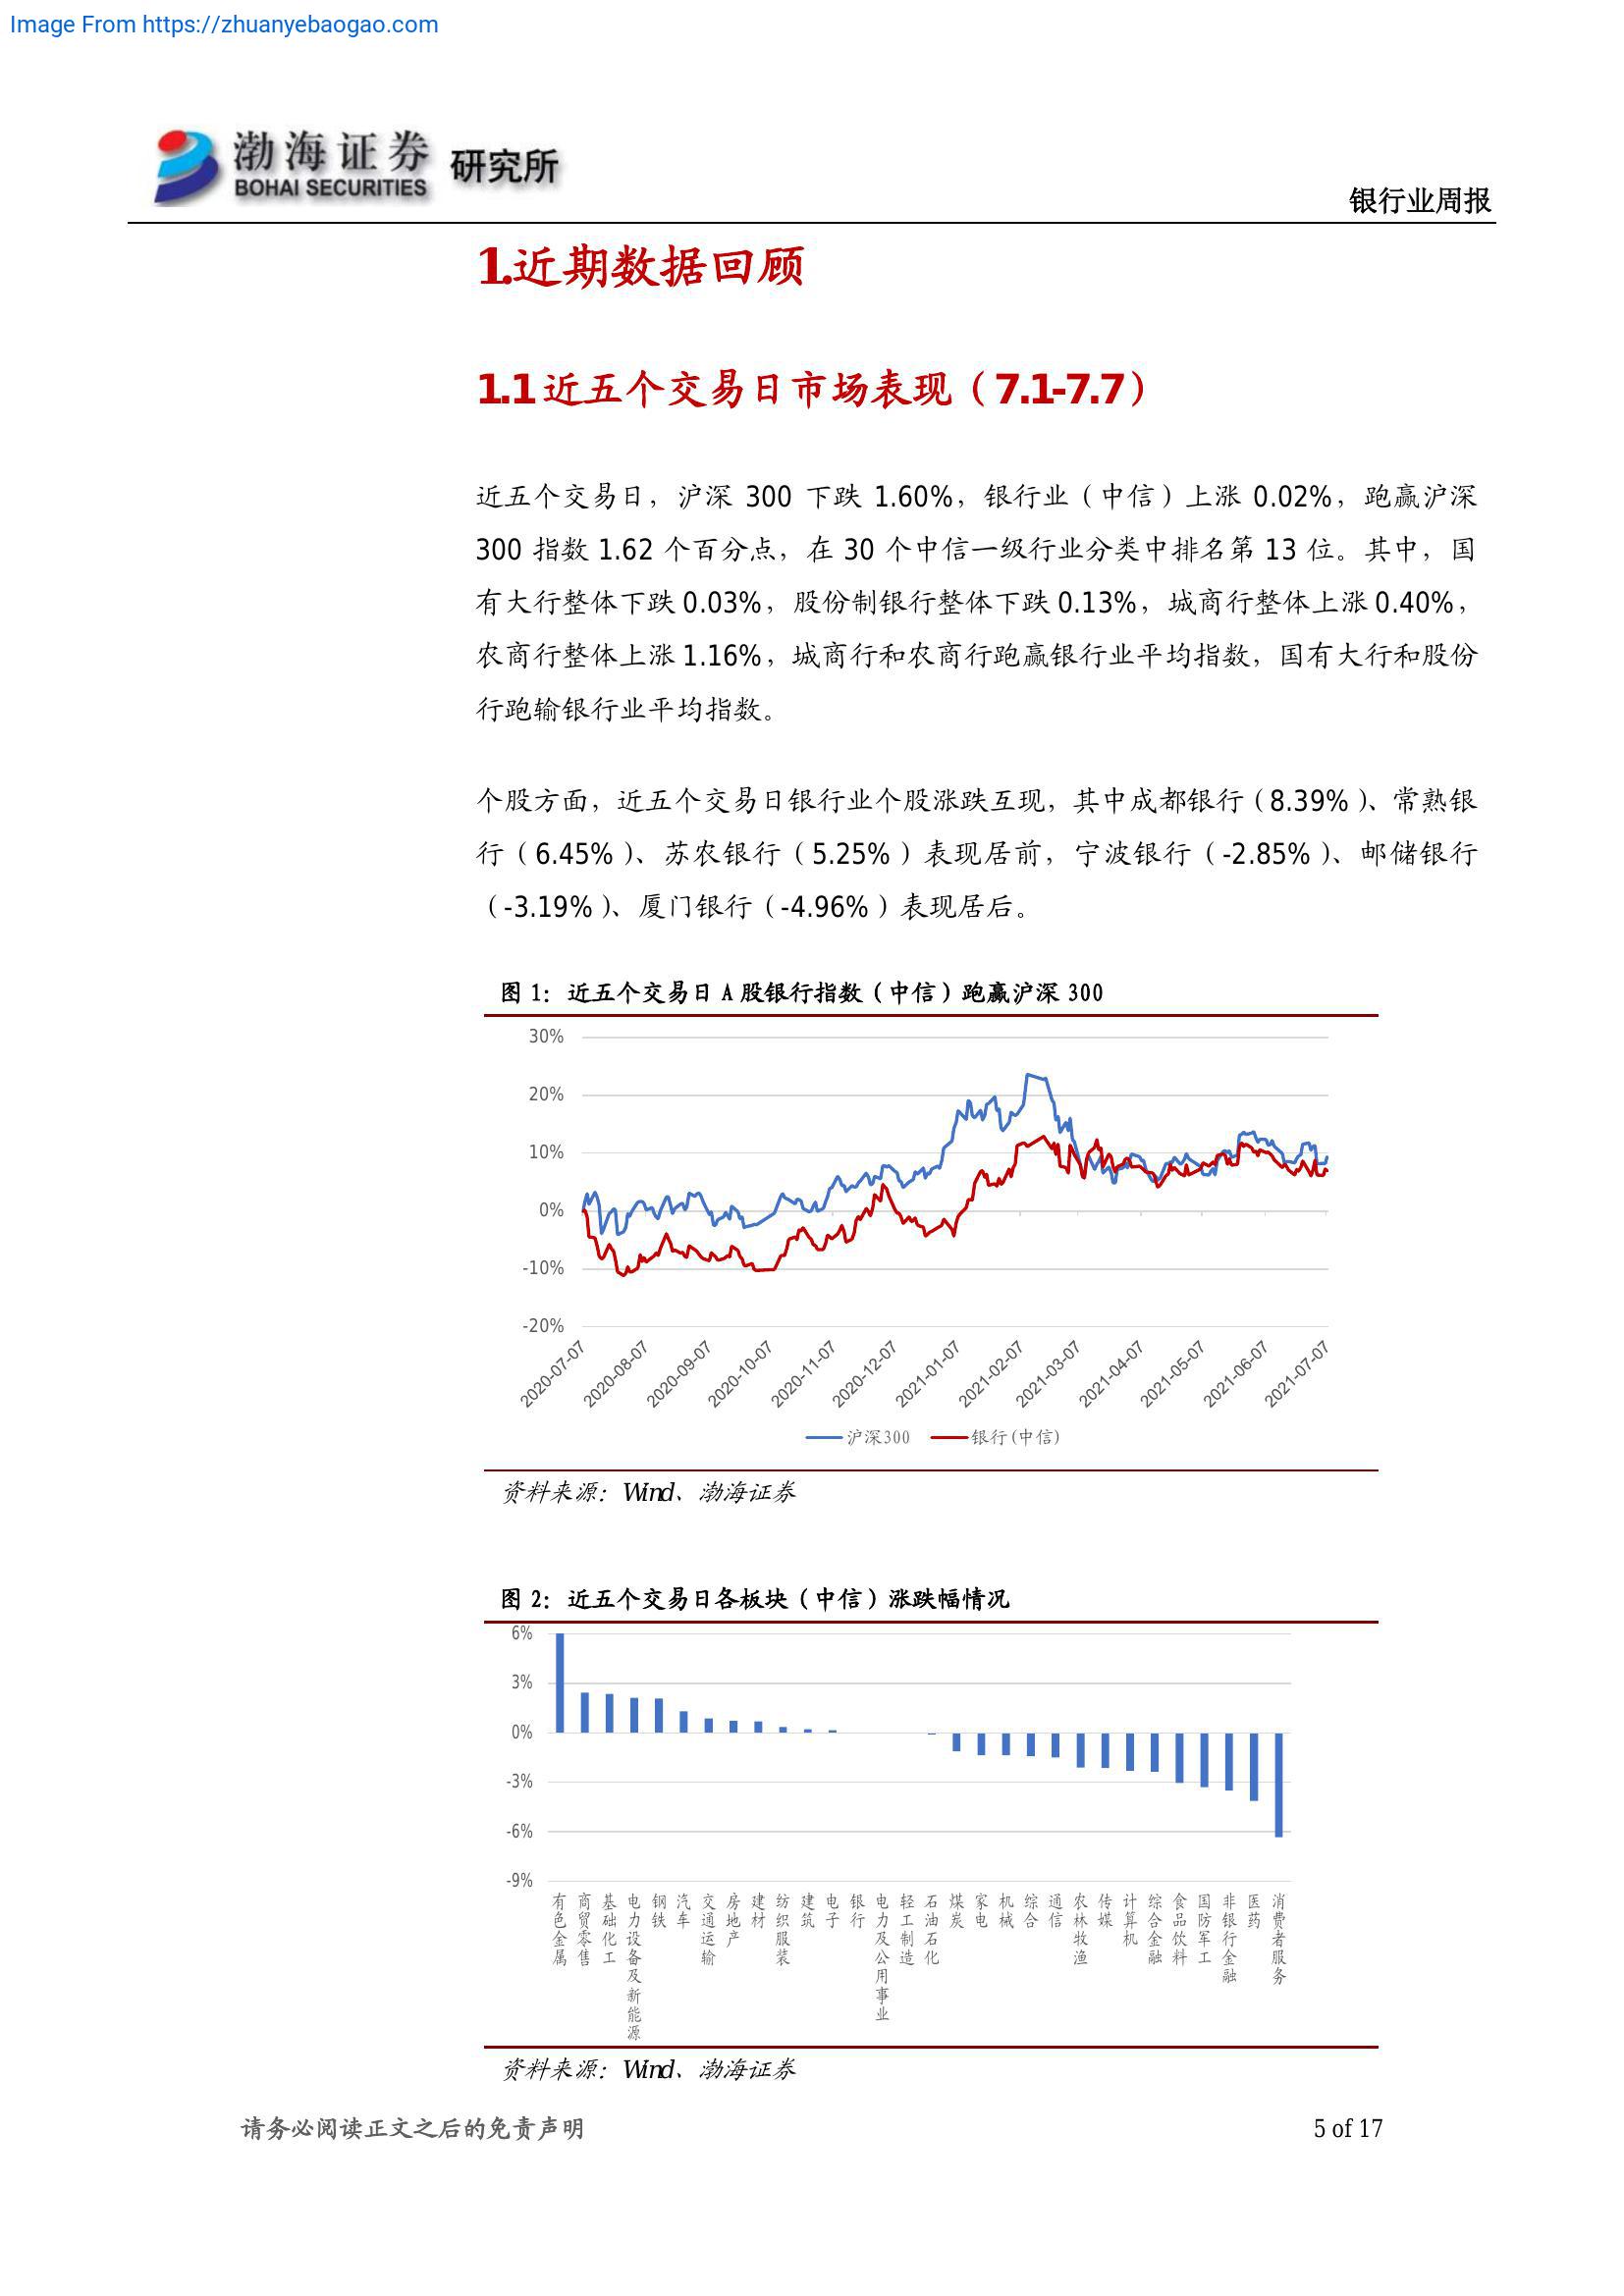 Image From https://zhuanyebaogao.com
渤海证券 研究所
BOHAI SECURITIES
银行业周报
1.近期数据回顾
1.1 近五个交易日市场表现（7.1-7.7）
近五个交易日，沪深 300 下跌 1.60%，银行业（中信）上涨 0.02%，跑赢沪深
300 指数 1.62 个百分点，在 30 个中信一级行业分类中排名第 13 位。其中，国
有大行整体下跌 0.03%，股份制银行整体下跌 0.13%，城商行整体上涨 0.40%，
农商行整体上涨 1.16%，城商行和农商行跑赢银行业平均指数，国有大行和股份
行跑输银行业平均指数。
个股方面，近五个交易日银行业个股涨跌互现，其中成都银行（8.39%）、常熟银
行（6.45%）、苏农银行（5.25%）表现居前，宁波银行（-2.85%）、邮储银行
（-3.19%）、厦门银行（-4.96%）表现居后。
图 1：近五个交易日 A 股银行指数（中信）跑赢沪深 300
30%
20%
10%
0%
-10%
-20%
2020-07-07
2020-08-07
2020-09-07
2020-10-07
2020-11-07
2020-12-07
2021-01-07
2021-02-07
2021-03-07
2021-04-07
2021-05-07
2021-06-07
2021-07-07
沪深300 银行(中信)
资料来源：Wind、渤海证券
图 2：近五个交易日各板块（中信）涨跌幅情况
6%
3%
0%
-3%
-6%
-9%
有色金属
商贸零售
基础化工
电力设备及新能源
钢铁
汽车
交通运输
房地产
建材
纺织服装
建筑
电子
银行
电力及公用事业
轻工制造
石油石化
煤炭
家电
机械
综合
通信
农林牧渔
传媒
计算机
综合金融
食品饮料
国防军工
非银行金融
医药
消费者服务
资料来源：Wind、渤海证券
请务必阅读正文之后的免责声明
5 of 17